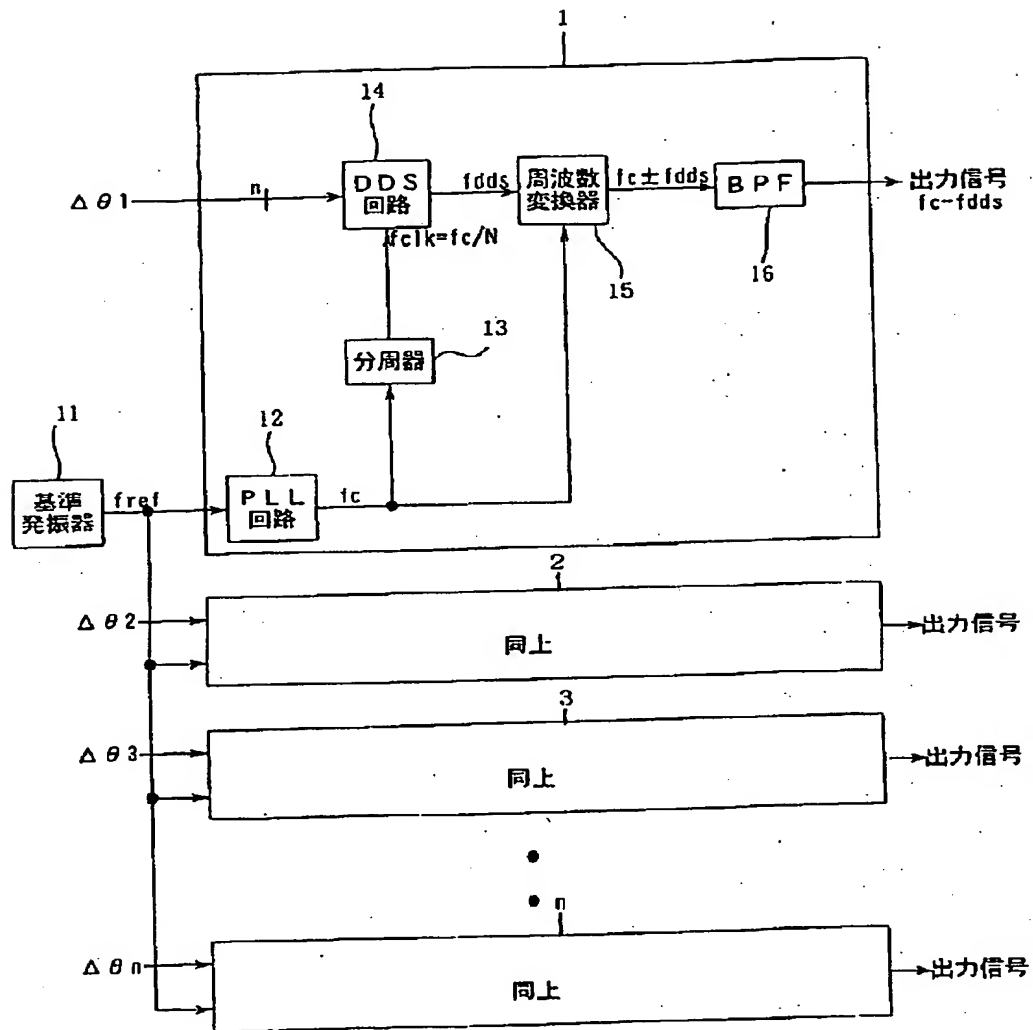 1
14
Δθ1
n
DDS
回路
fdds
周波数
変換器
fc±fdds
BPF
出力信号
fc-fdds
fclk=fc/N
15
16
分周器
13
11
12
基準
発振器
fref
PLL
回路
fc
2
Δθ2
同上
出力信号
3
Δθ3
同上
出力信号
n
Δθn
同上
出力信号